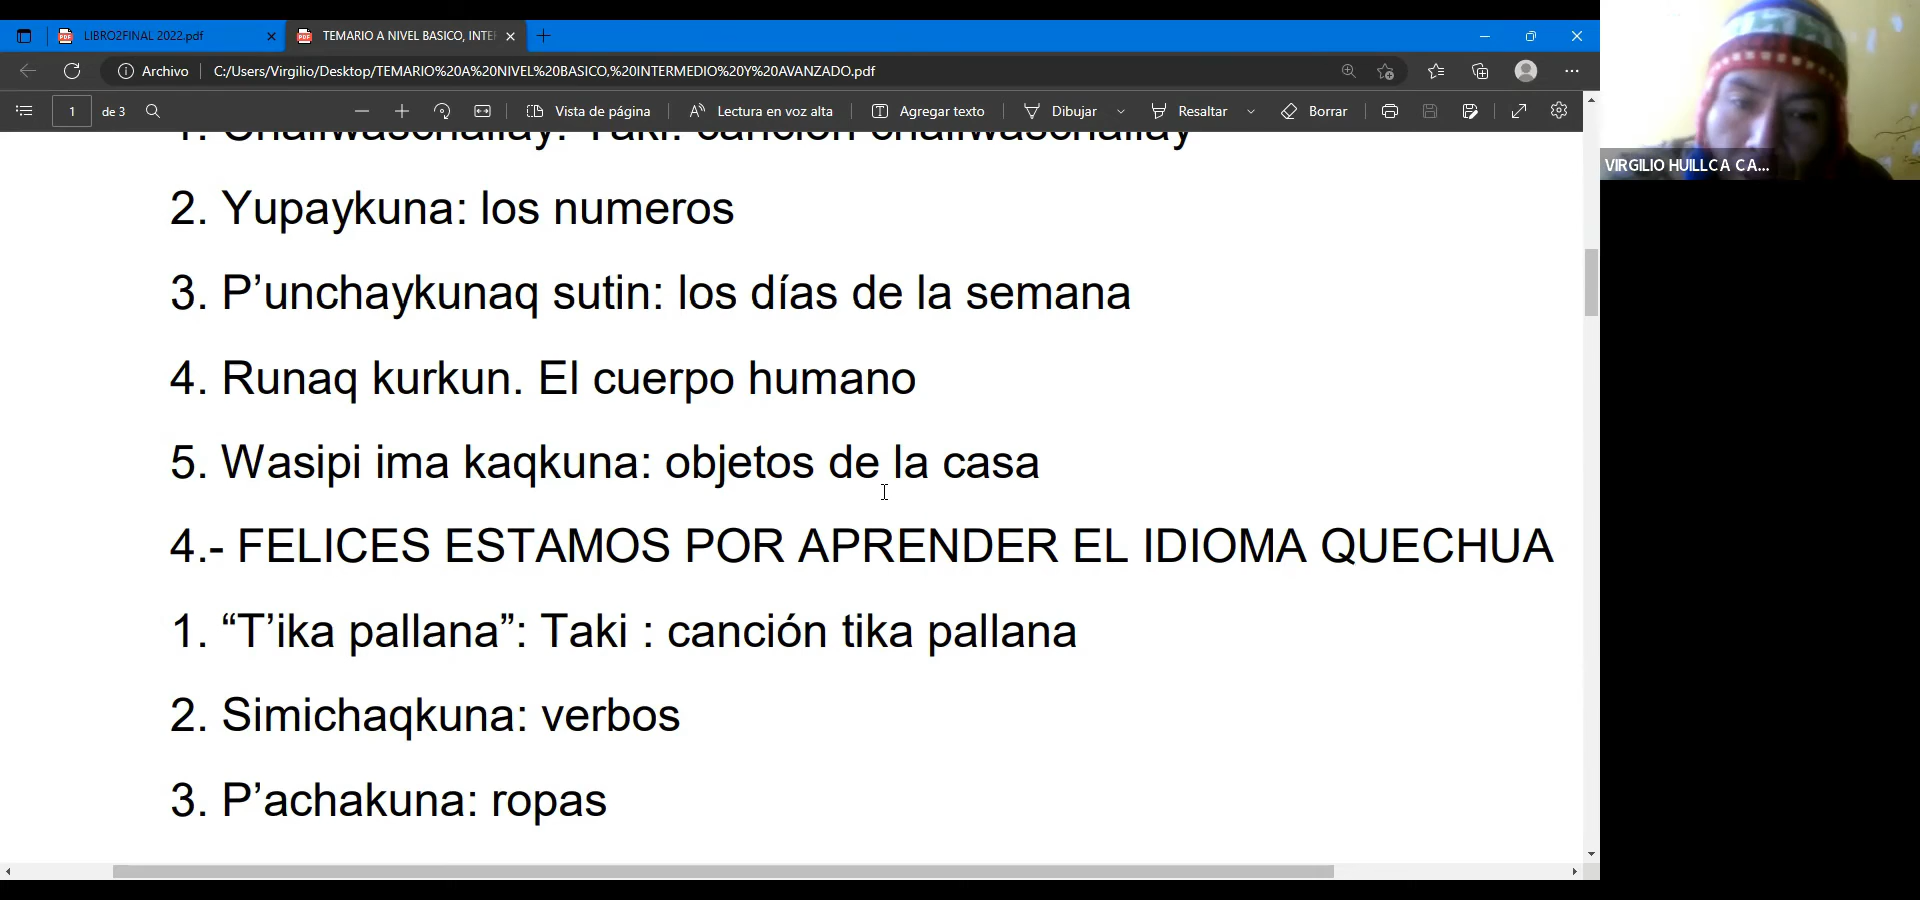 LIBRO2FINAL 2022.pdf
TEMARIO A NIVEL BASICO, INTE
Archivo
C:/Users/Virgilio/Desktop/TEMARIO%20A%20NIVEL%20BASICO,%20INTERMEDIO%20Y%20AVANZADO.pdf
1 de 3
Vista de página
Lectura en voz alta
Agregar texto
Dibujar
Resaltar
Borrar
VIRGILIO HUILLCA CA...
2. Yupaykuna: los numeros
3. P’unchaykunaq sutin: los días de la semana
4. Runaq kurkun. El cuerpo humano
5. Wasipi ima kaqkuna: objetos de la casa
4.- FELICES ESTAMOS POR APRENDER EL IDIOMA QUECHUA
1. “T’ika pallana”: Taki : canción tika pallana
2. Simichaqkuna: verbos
3. P’achakuna: ropas